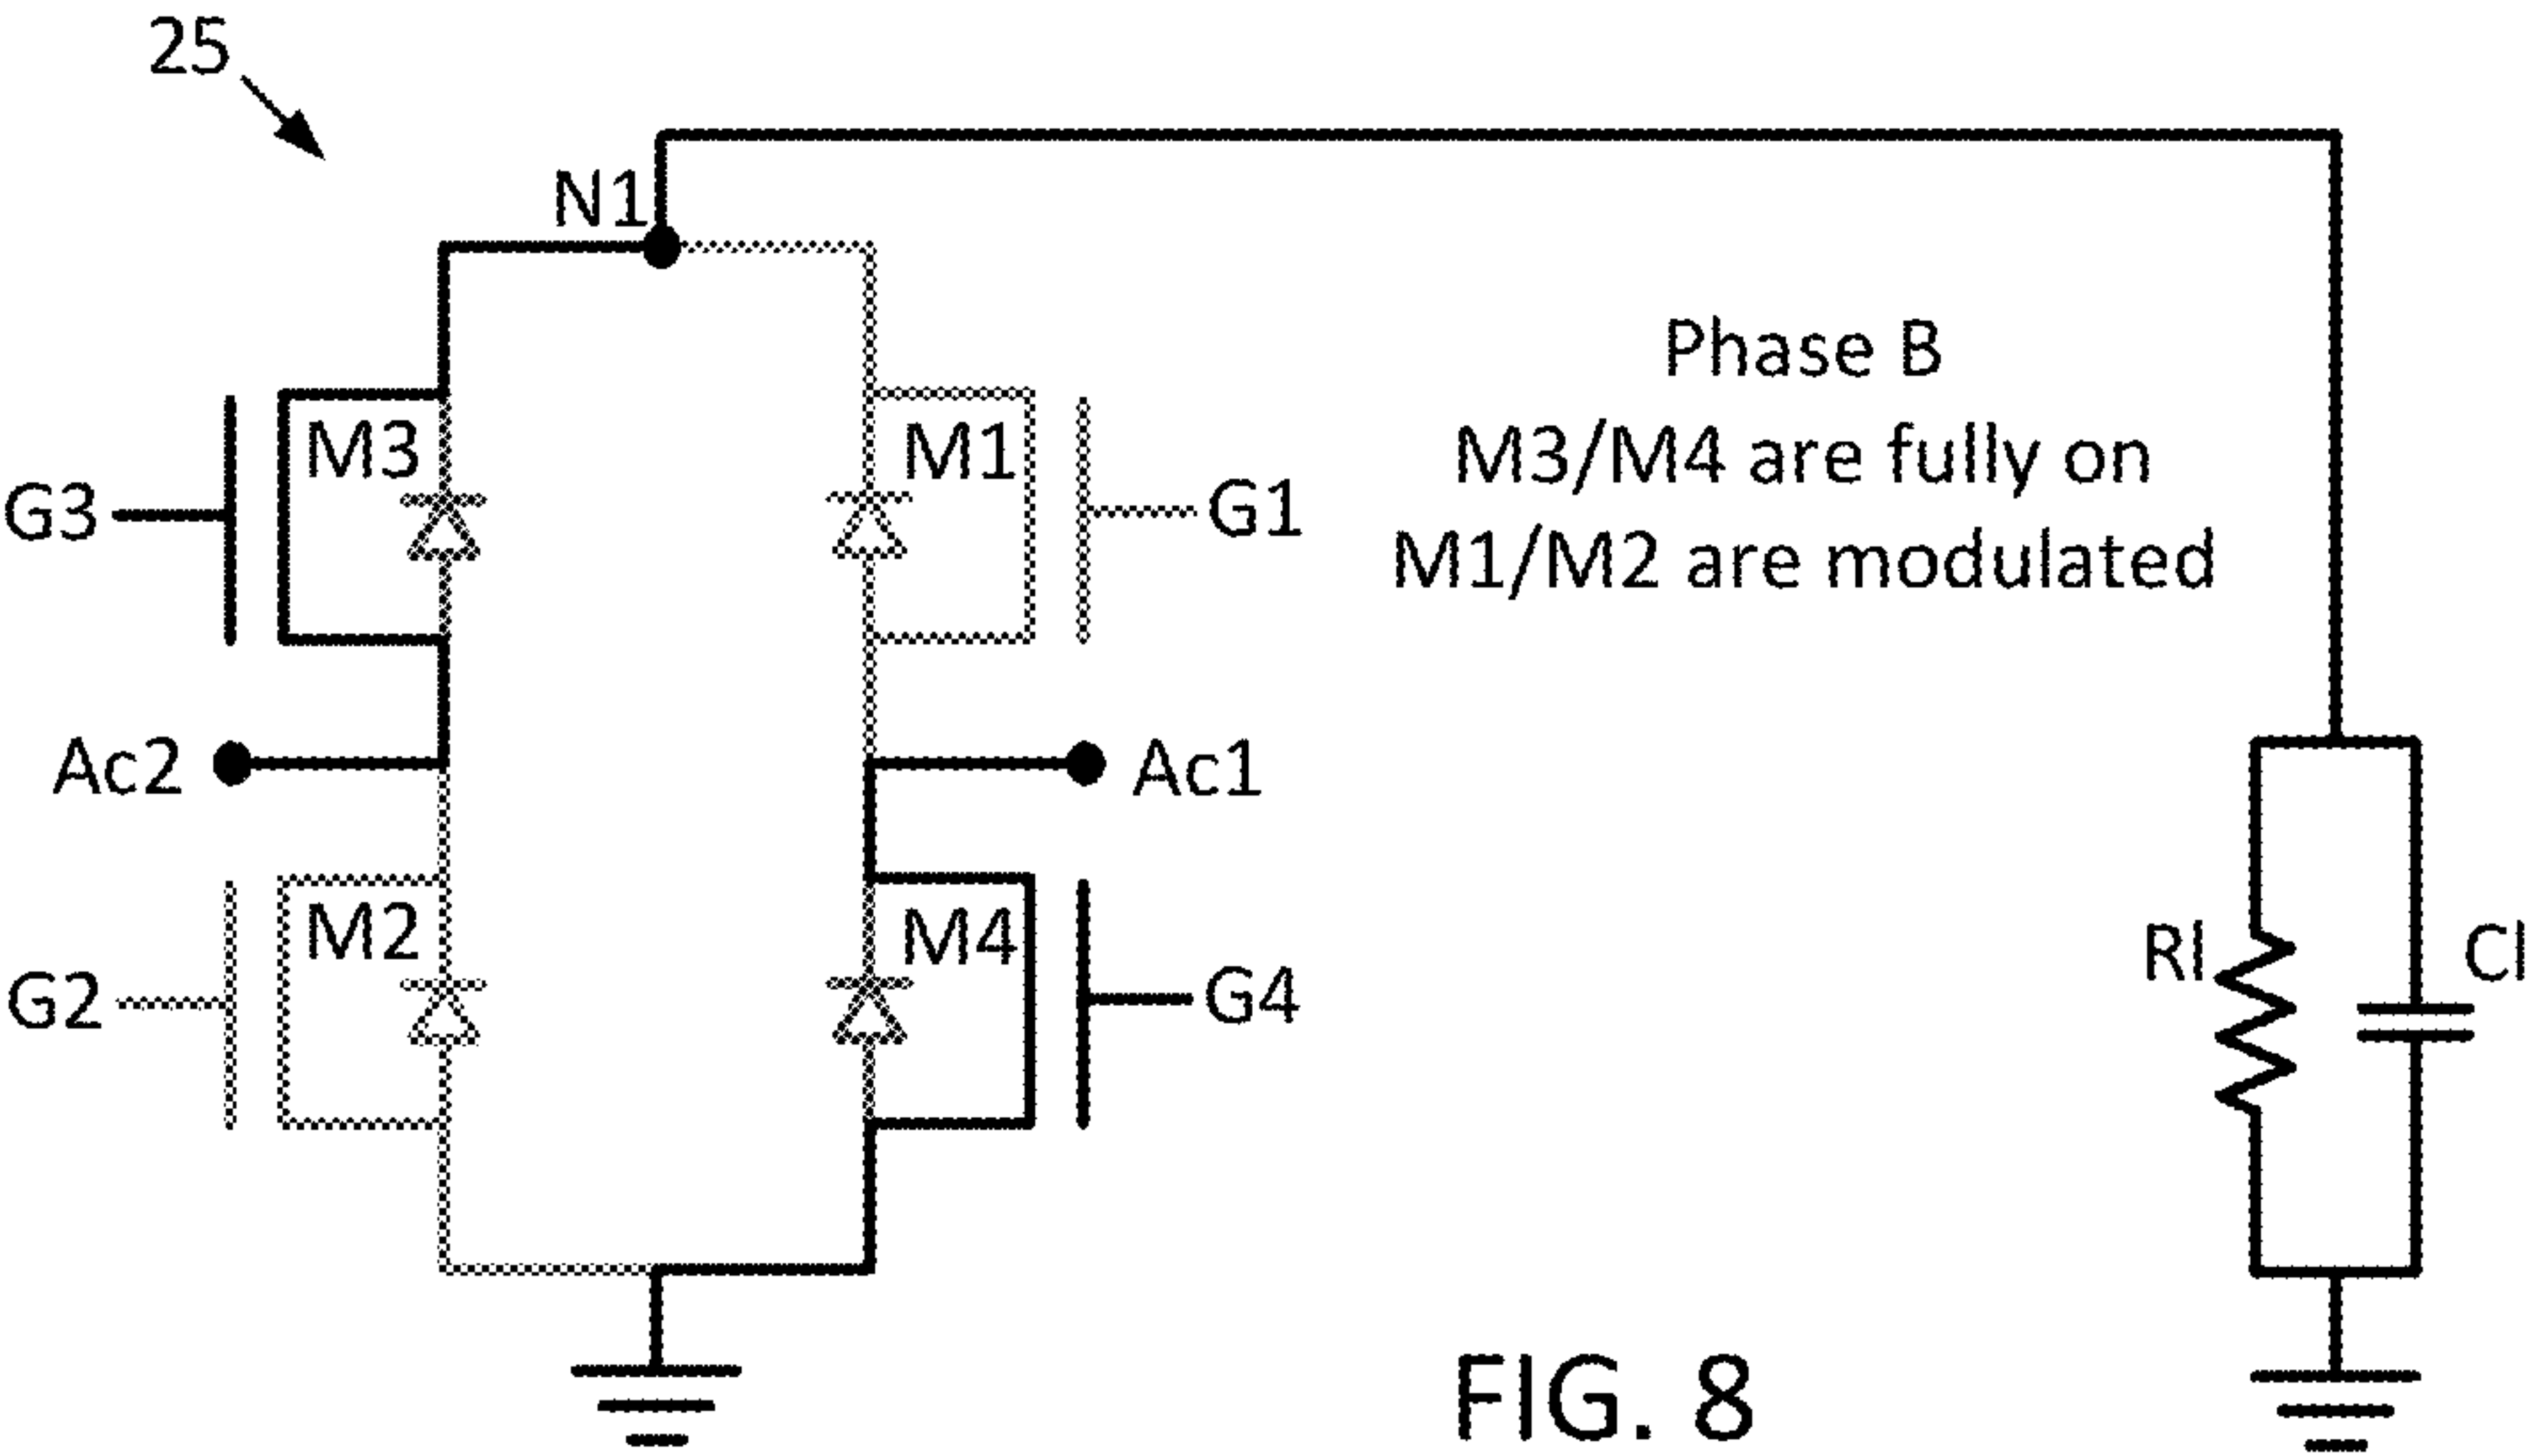 25
N1
Phase B
M3/M4 are fully on
M1/M2 are modulated
M3
M1
G3
G1
Ac2
Ac1
M2
M4
G2
G4
Rl
Cl
FIG. 8